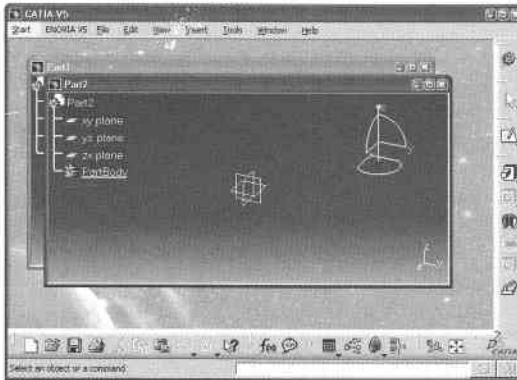 CATIA V5
Start ENOVIA V5 File Edit View Insert Tools Window Help
Part1
Part2
Part2
xy plane
yz plane
zx plane
PartBody
CATIA
Select an object or a command